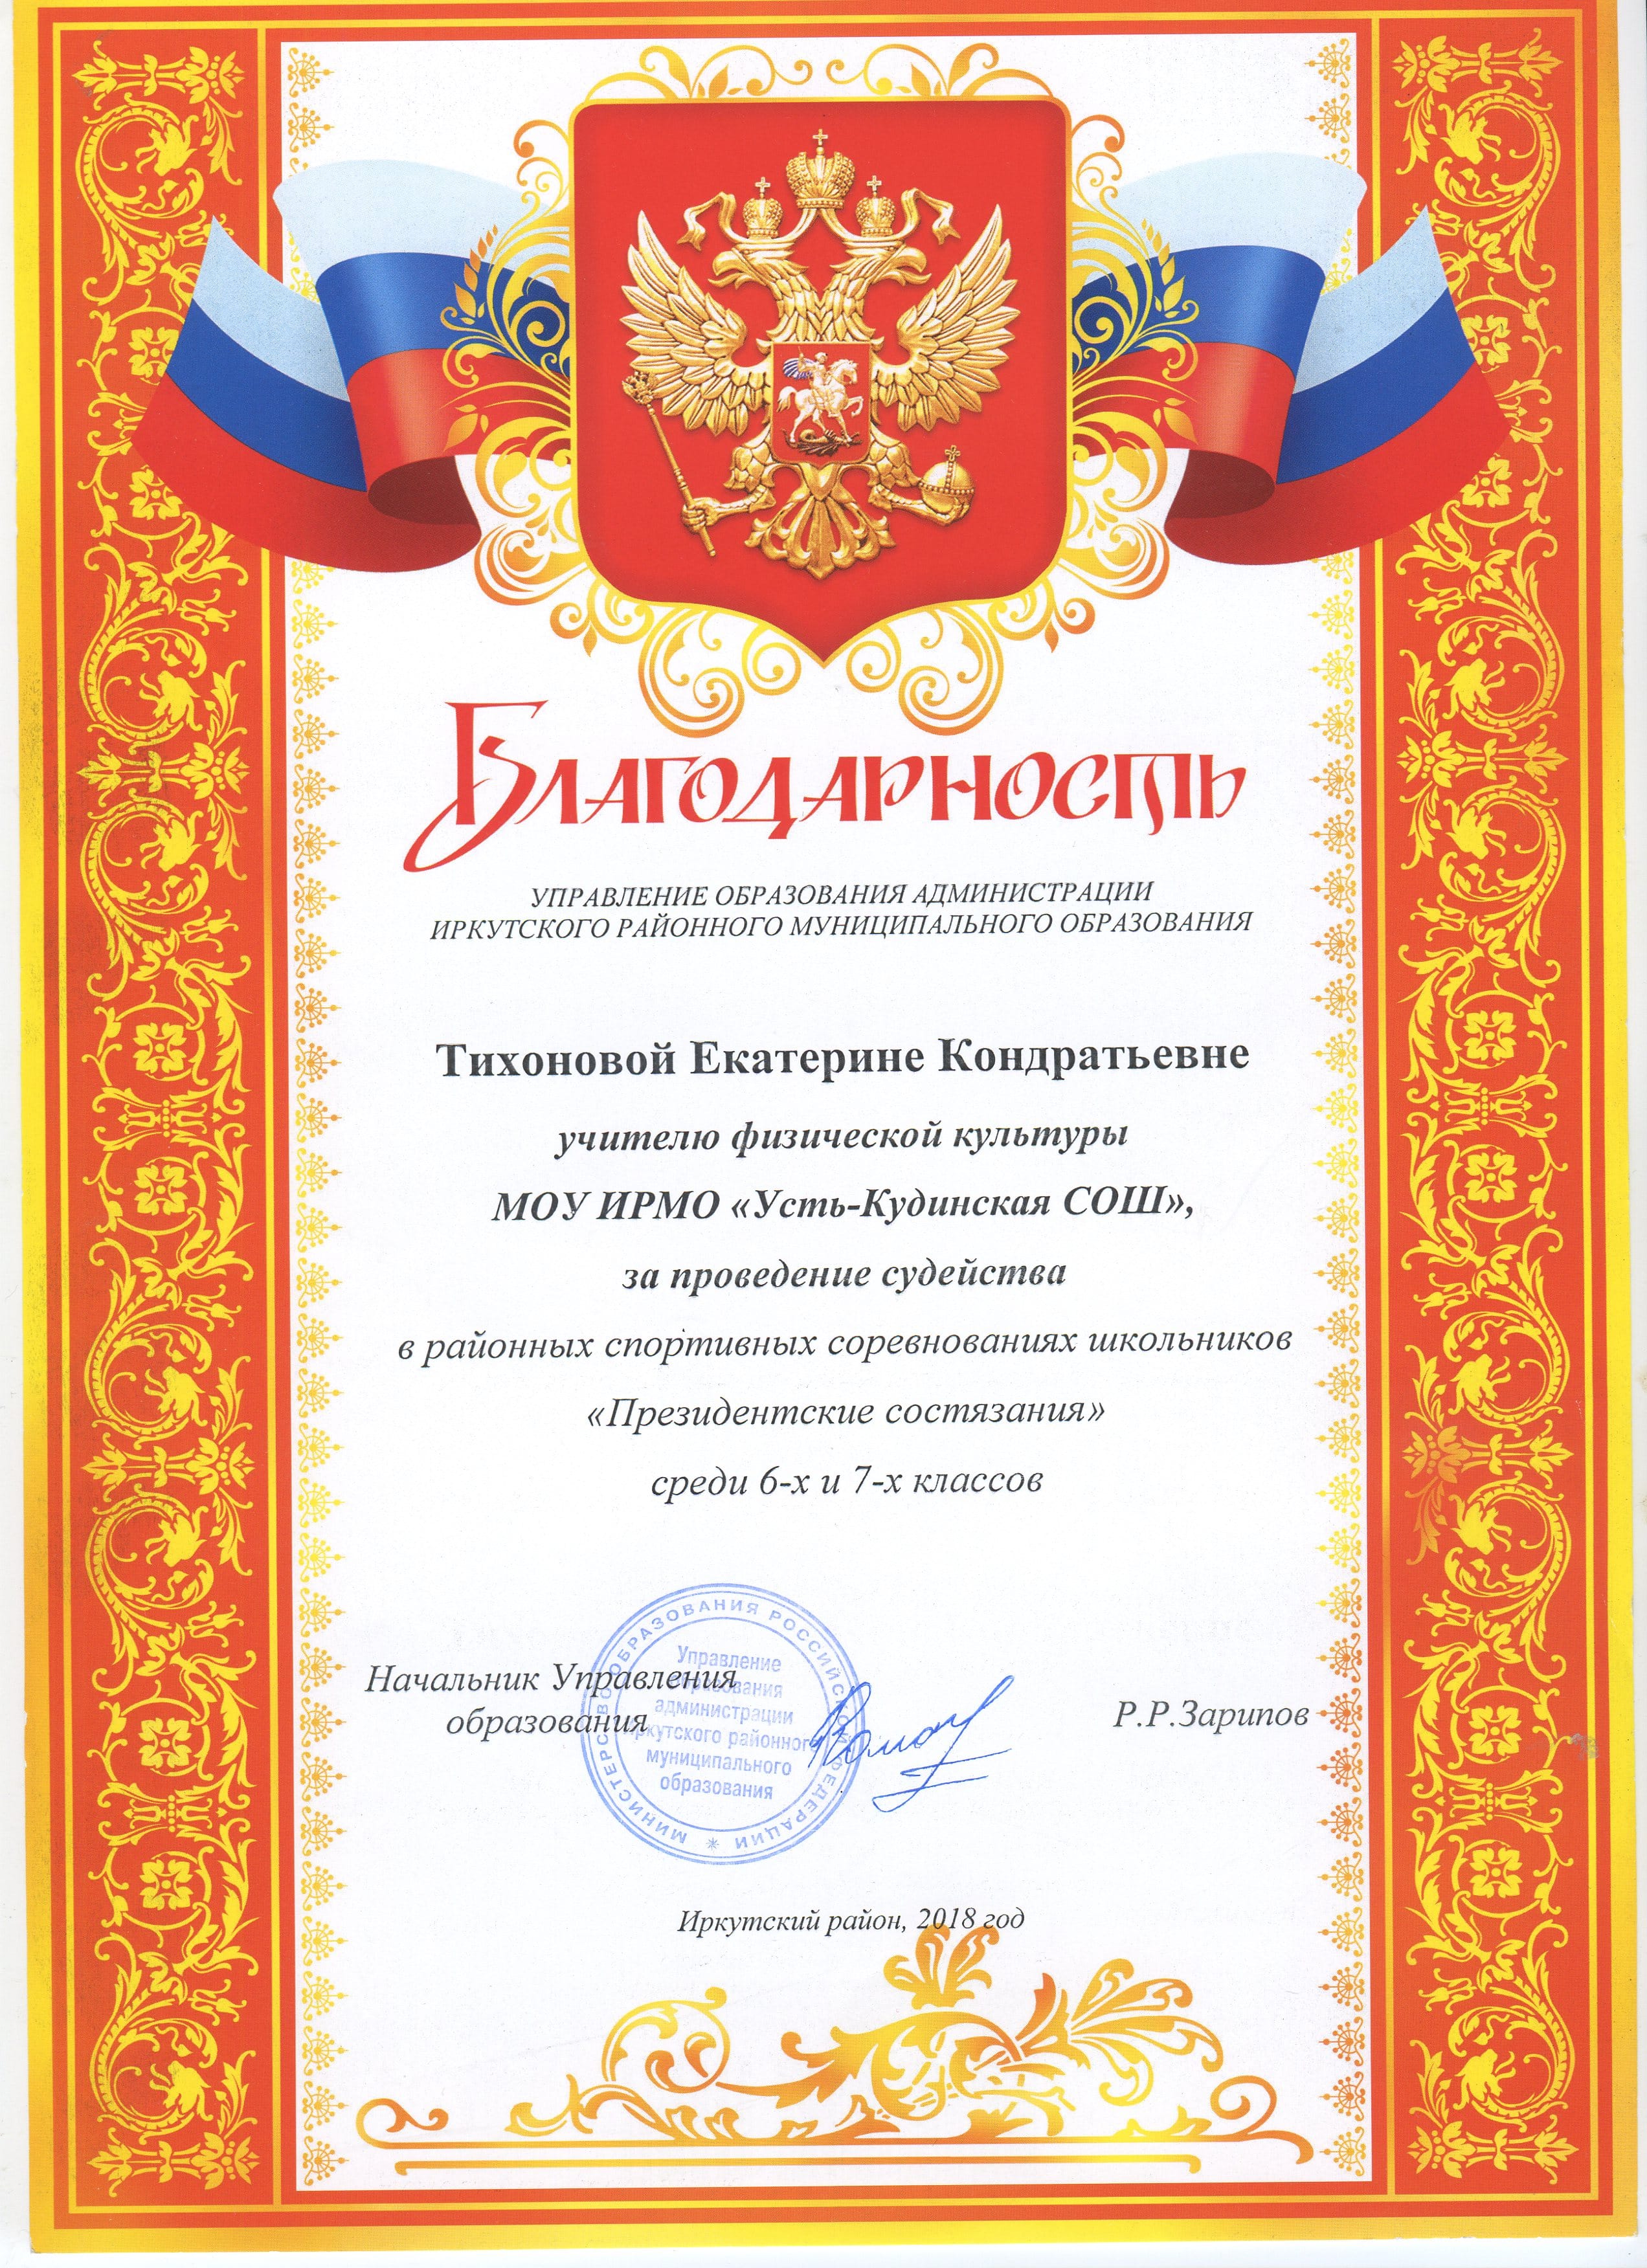 Благодарность
УПРАВЛЕНИЕ ОБРАЗОВАНИЯ АДМИНИСТРАЦИИ
ИРКУТСКОГО РАЙОННОГО МУНИЦИПАЛЬНОГО ОБРАЗОВАНИЯ
Тихоновой Екатерине Кондратьевне
учителю физической культуры
МОУ ИРМО «Усть-Кудинская СОШ»,
за проведение судейства
в районных спортивных соревнованиях школьников
«Президентские состязания»
среди 6-х и 7-х классов
Начальник Управления
образования
Р.Р.Зарипов
МИНИСТЕРСТВО ОБРАЗОВАНИЯ РОССИЙСКОЙ ФЕДЕРАЦИИ
Управление
образования
администрации
Иркутского районного
муниципального
образования
Иркутский район, 2018 год